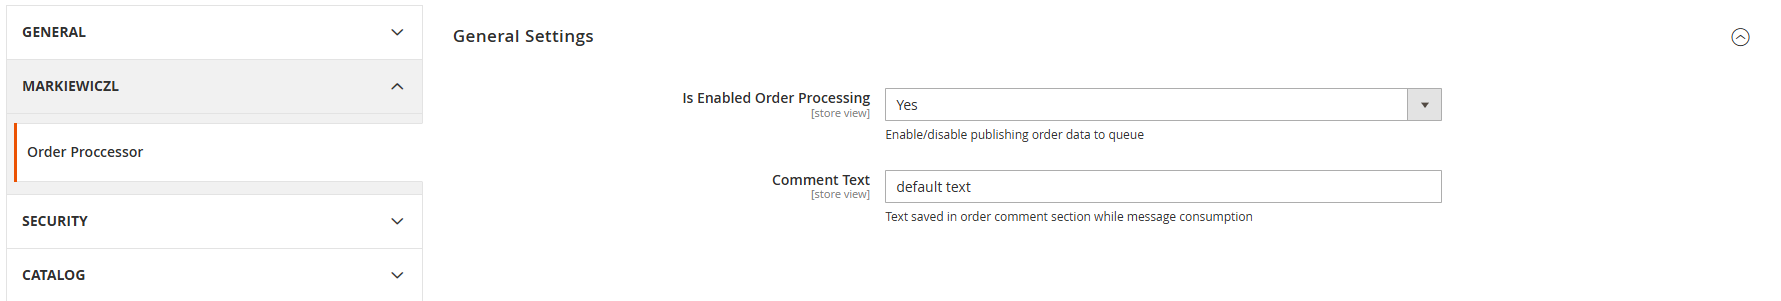 GENERAL
MARKIEWICZL
Order Proccessor
SECURITY
CATALOG
General Settings
Is Enabled Order Processing
[store view]
Yes
Enable/disable publishing order data to queue
Comment Text
[store view]
default text
Text saved in order comment section while message consumption